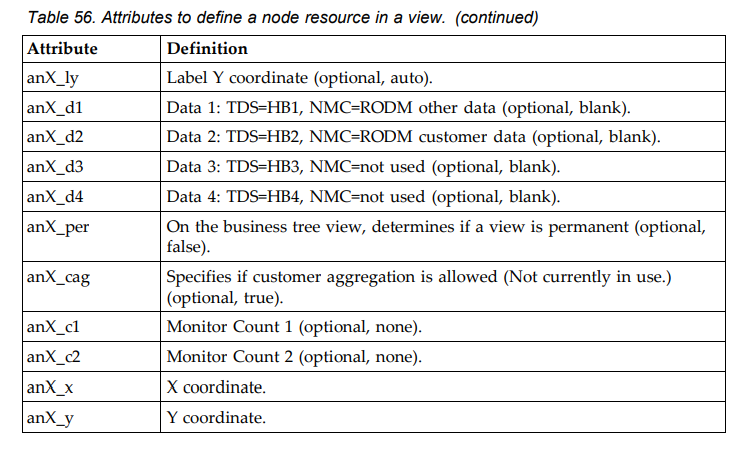 Table 56. Attributes to define a node resource in a view. (continued)
Attribute Definition
anX_ly Label Y coordinate (optional, auto).
anX_d1 Data 1: TDS=HB1, NMC=RODM other data (optional, blank).
anX_d2 Data 2: TDS=HB2, NMC=RODM customer data (optional, blank).
anX_d3 Data 3: TDS=HB3, NMC=not used (optional, blank).
anX_d4 Data 4: TDS=HB4, NMC=not used (optional, blank).
anX_per On the business tree view, determines if a view is permanent (optional,
false).
anX_cag Specifies if customer aggregation is allowed (Not currently in use.)
(optional, true).
anX_c1 Monitor Count 1 (optional, none).
anX_c2 Monitor Count 2 (optional, none).
anX_x X coordinate.
anX_y Y coordinate.